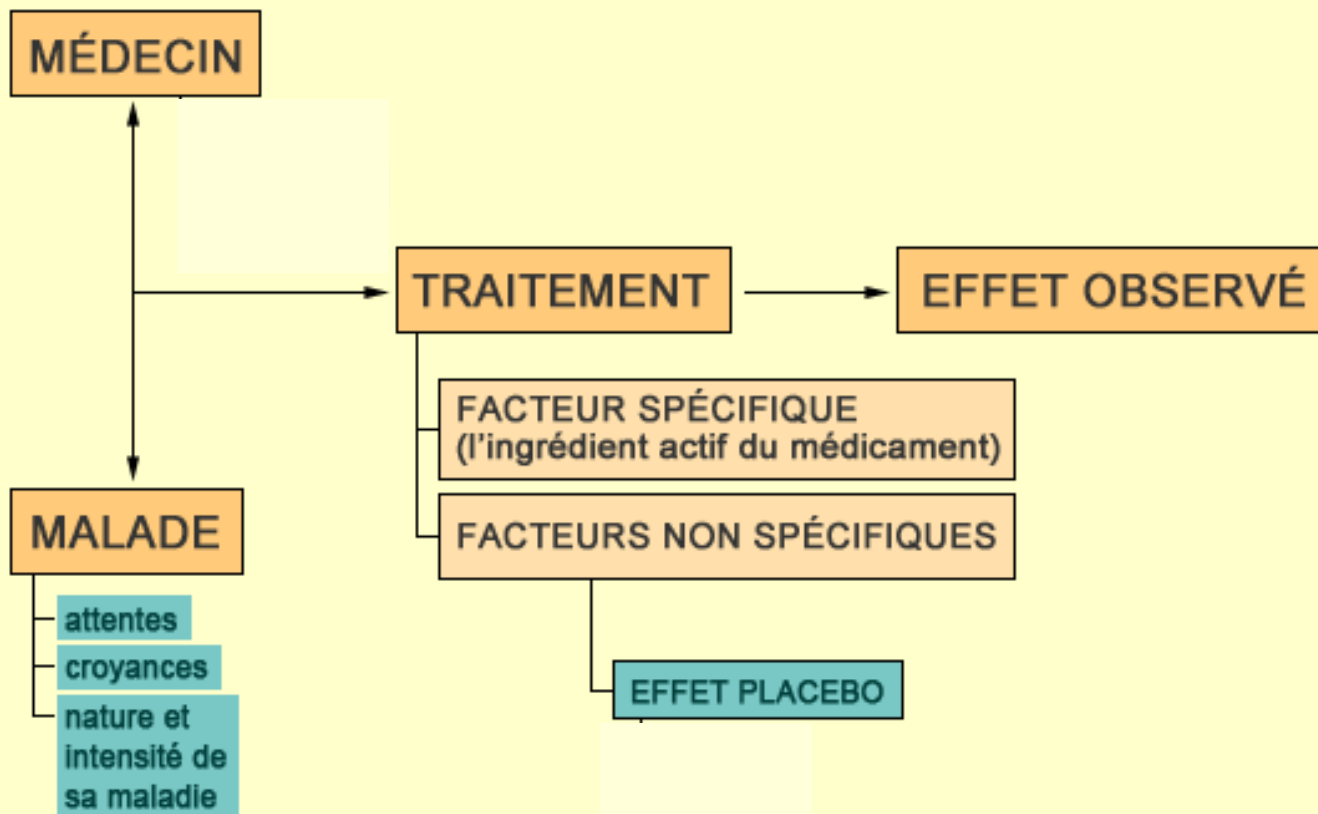 MÉDECIN
TRAITEMENT
EFFET OBSERVÉ
FACTEUR SPÉCIFIQUE
(l'ingrédient actif du médicament)
FACTEURS NON SPÉCIFIQUES
MALADE
attentes
croyances
nature et
intensité de
sa maladie
EFFET PLACEBO